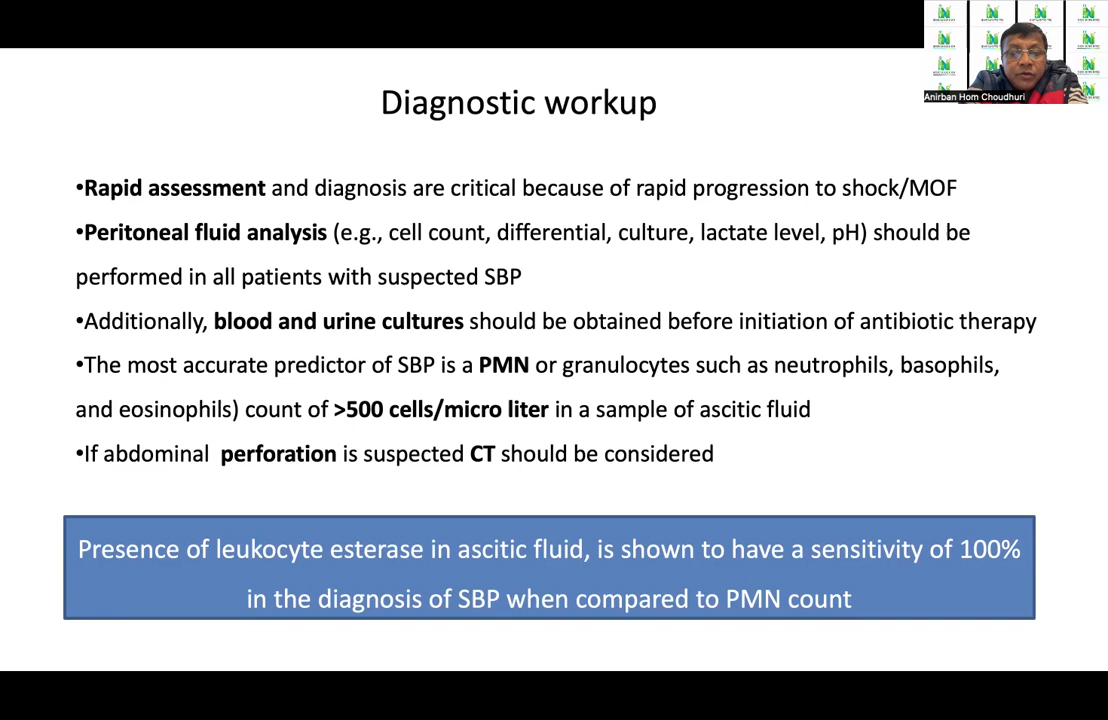 Anirban Hom Choudhuri
Diagnostic workup
•Rapid assessment and diagnosis are critical because of rapid progression to shock/MOF
•Peritoneal fluid analysis (e.g., cell count, differential, culture, lactate level, pH) should be
performed in all patients with suspected SBP
•Additionally, blood and urine cultures should be obtained before initiation of antibiotic therapy
•The most accurate predictor of SBP is a PMN or granulocytes such as neutrophils, basophils,
and eosinophils) count of >500 cells/micro liter in a sample of ascitic fluid
•If abdominal perforation is suspected CT should be considered
Presence of leukocyte esterase in ascitic fluid, is shown to have a sensitivity of 100%
in the diagnosis of SBP when compared to PMN count